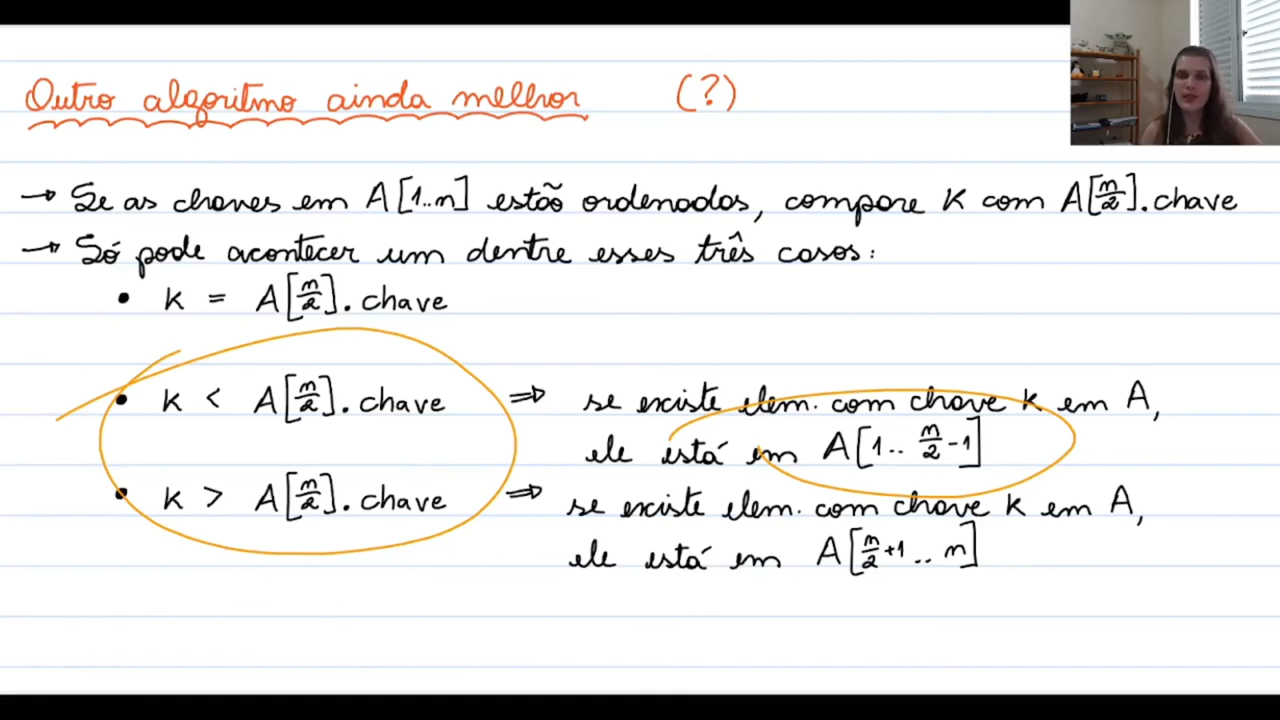 Outro algoritmo ainda melhor (?)
→ Se as chaves em A[1..n] estão ordenados, compare K com A[n/2].chave
→ Só pode acontecer um dentre esses três casos:
• K = A[n/2].chave
• K < A[n/2].chave ⇒ se existe elem. com chave K em A,
ele está em A[1.. n/2-1]
• K > A[n/2].chave ⇒ se existe elem. com chave K em A,
ele está em A[n/2+1 .. n]